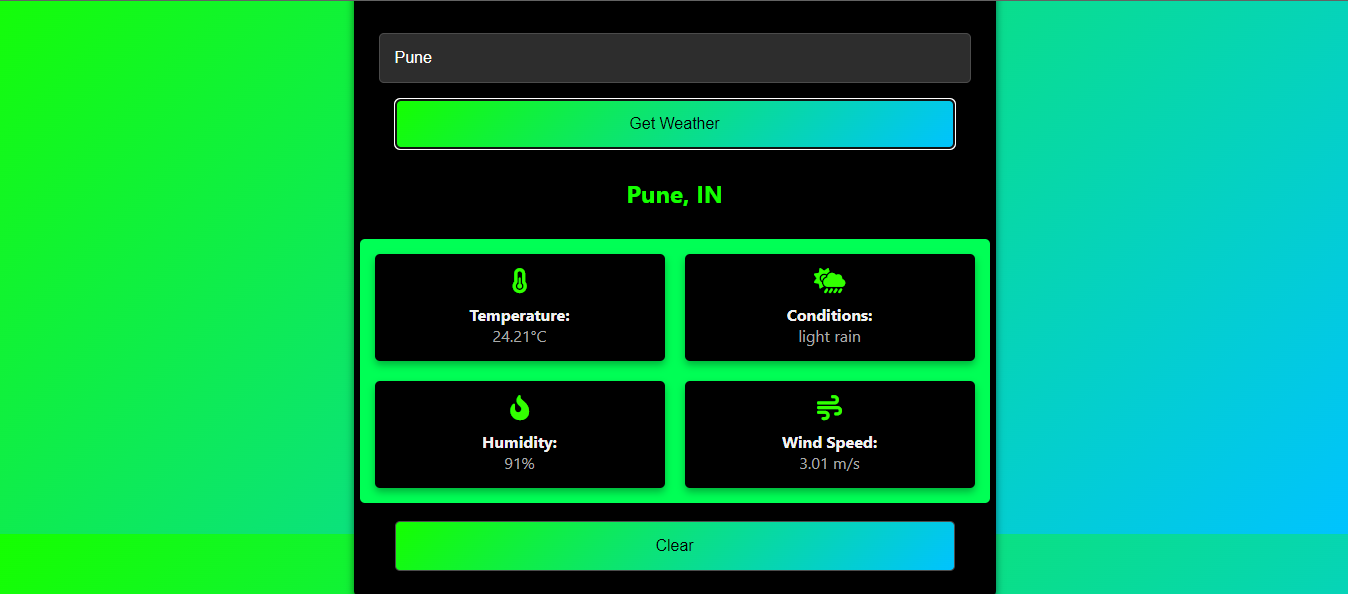 Pune
Get Weather
Pune, IN
Temperature:
24.21°C
Conditions:
light rain
Humidity:
91%
Wind Speed:
3.01 m/s
Clear